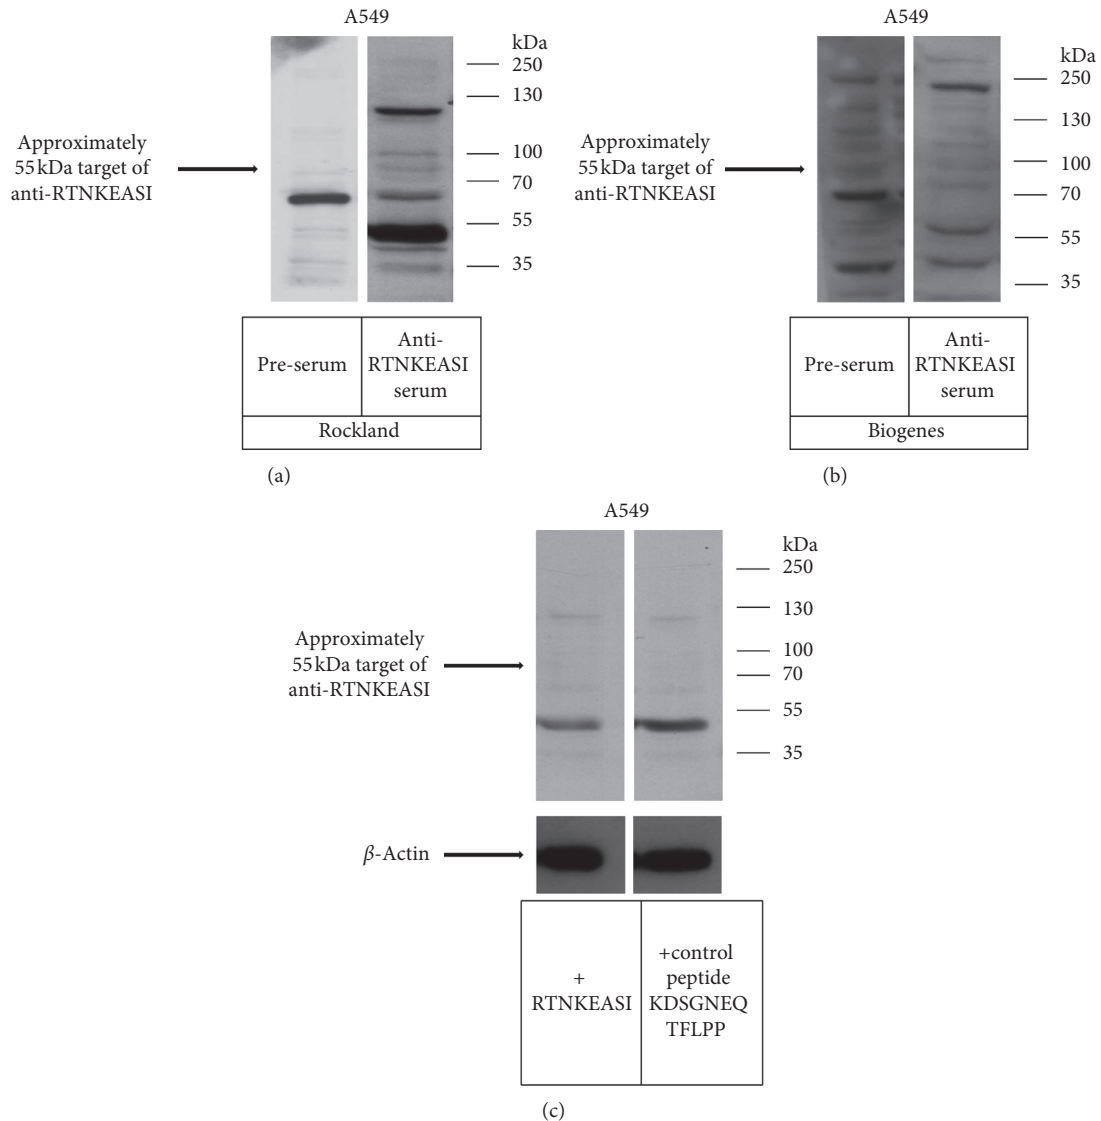 A549
kDa
250
130
100
70
55
35
Approximately
55 kDa target of
anti-RTNKEASI
Pre-serum
Anti-
RTNKEASI
serum
Rockland
(a)
A549
kDa
250
130
100
70
55
35
Approximately
55 kDa target of
anti-RTNKEASI
Pre-serum
Anti-
RTNKEASI
serum
Biogenes
(b)
A549
kDa
250
130
100
70
55
35
Approximately
55 kDa target of
anti-RTNKEASI
β-Actin
+
RTNKEASI
+control
peptide
KDSGNEQ
TFLPP
(c)